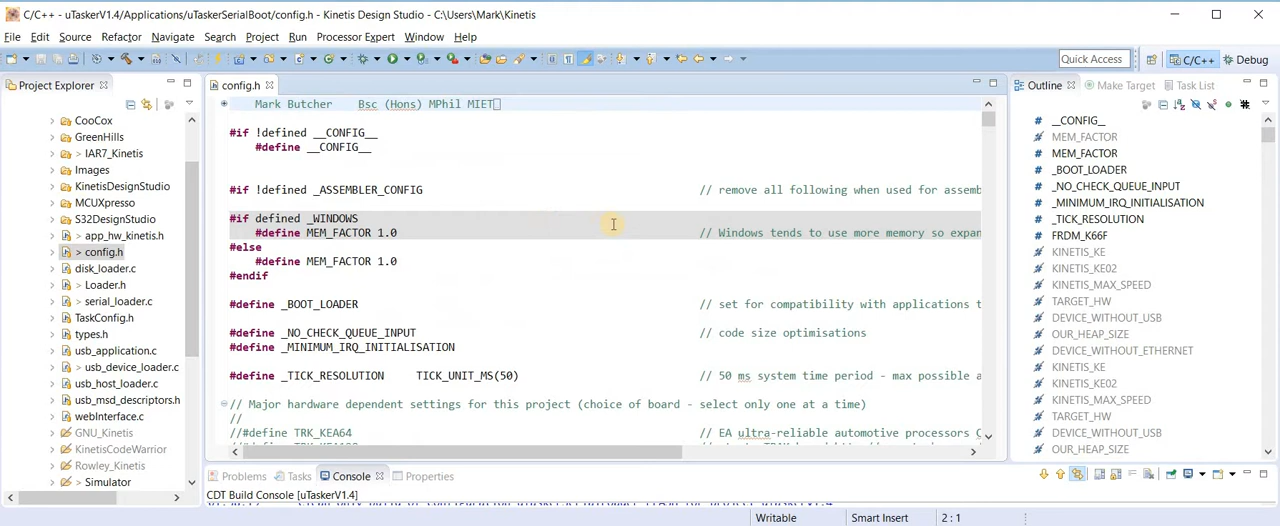 C/C++ - uTaskerV1.4/Applications/uTaskerSerialBoot/config.h - Kinetis Design Studio - C:\Users\Mark\Kinetis
File Edit Source Refactor Navigate Search Project Run Processor Expert Window Help
Quick Access
C/C++
Debug
Project Explorer
CooCox
GreenHills
> IAR7_Kinetis
Images
KinetisDesignStudio
MCUXpresso
S32DesignStudio
> app_hw_kinetis.h
> config.h
disk_loader.c
> Loader.h
> serial_loader.c
TaskConfig.h
types.h
usb_application.c
> usb_device_loader.c
usb_host_loader.c
usb_msd_descriptors.h
webInterface.c
GNU_Kinetis
KinetisCodeWarrior
Rowley_Kinetis
> Simulator
config.h
Mark Butcher Bsc (Hons) MPhil MIET
#if !defined __CONFIG__
#define __CONFIG__
#if !defined _ASSEMBLER_CONFIG // remove all following when used for assemb
#if defined _WINDOWS
#define MEM_FACTOR 1.0 // Windows tends to use more memory so expan
#else
#define MEM_FACTOR 1.0
#endif
#define _BOOT_LOADER // set for compatibility with applications t
#define _NO_CHECK_QUEUE_INPUT // code size optimisations
#define _MINIMUM_IRQ_INITIALISATION
#define _TICK_RESOLUTION TICK_UNIT_MS(50) // 50 ms system time period - max possible a
// Major hardware dependent settings for this project (choice of board - select only one at a time)
//
//#define TRK_KEA64 // EA ultra-reliable automotive processors C
Outline
Make Target
Task List
__CONFIG__
MEM_FACTOR
MEM_FACTOR
_BOOT_LOADER
_NO_CHECK_QUEUE_INPUT
_MINIMUM_IRQ_INITIALISATION
_TICK_RESOLUTION
FRDM_K66F
KINETIS_KE
KINETIS_KE02
KINETIS_MAX_SPEED
TARGET_HW
DEVICE_WITHOUT_USB
OUR_HEAP_SIZE
DEVICE_WITHOUT_ETHERNET
KINETIS_KE
KINETIS_KE02
KINETIS_MAX_SPEED
TARGET_HW
DEVICE_WITHOUT_USB
OUR_HEAP_SIZE
Problems
Tasks
Console
Properties
CDT Build Console [uTaskerV1.4]
Writable
Smart Insert
2 : 1